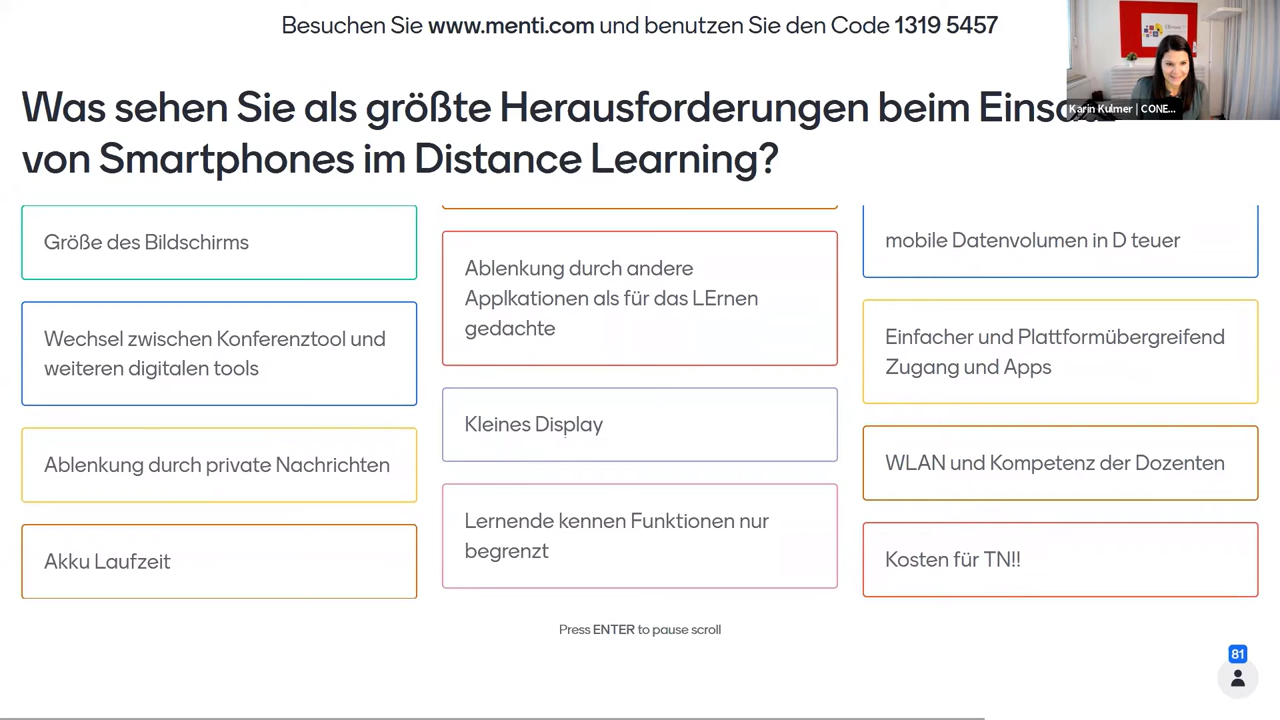 Besuchen Sie www.menti.com und benutzen Sie den Code 1319 5457
Was sehen Sie als größte Herausforderungen beim
von Smartphones im Distance Learning?
Karin Kulmer | CONE...
Größe des Bildschirms
Wechsel zwischen Konferenztool und
weiteren digitalen tools
Ablenkung durch private Nachrichten
Akku Laufzeit
Ablenkung durch andere
Applkationen als für das LErnen
gedachte
Kleines Display
Lernende kennen Funktionen nur
begrenzt
mobile Datenvolumen in D teuer
Einfacher und Plattformübergreifend
Zugang und Apps
WLAN und Kompetenz der Dozenten
Kosten für TN!!
Press ENTER to pause scroll
81